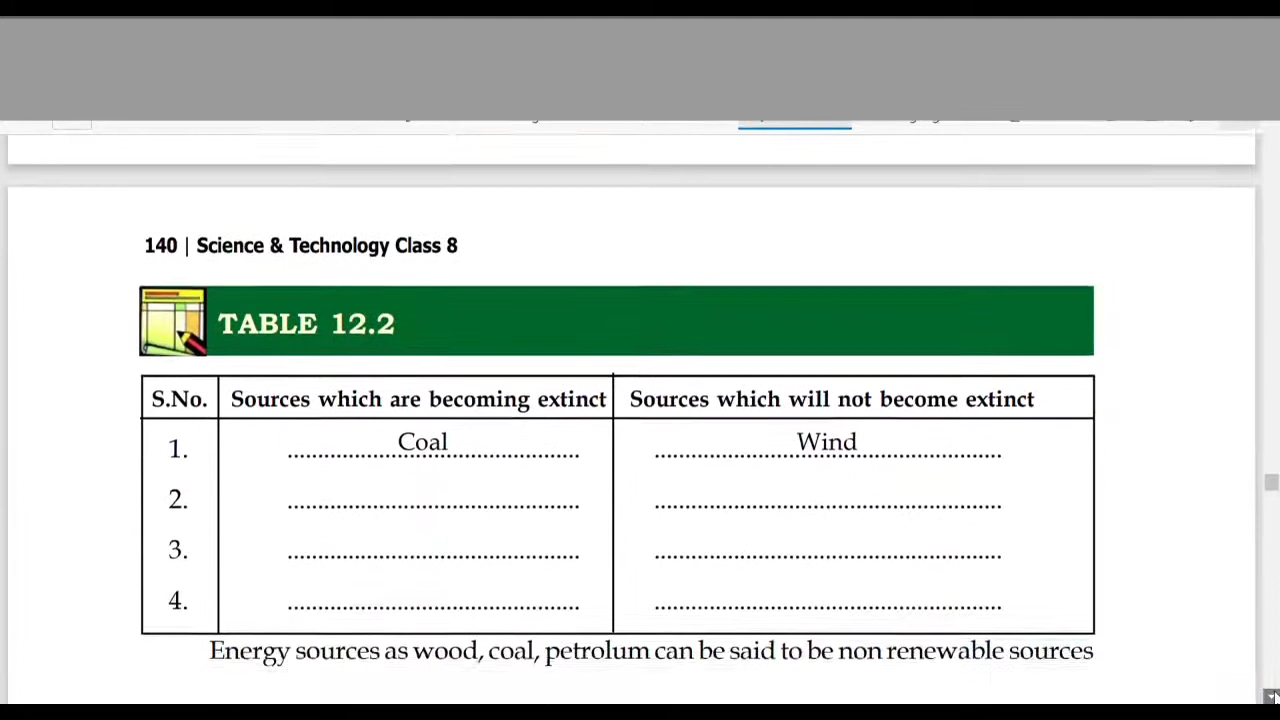 140 | Science & Technology Class 8
TABLE 12.2
S.No. Sources which are becoming extinct Sources which will not become extinct
1. ................Coal................ ................Wind................
2. ................................ ................................
3. ................................ ................................
4. ................................ ................................
Energy sources as wood, coal, petrolum can be said to be non renewable sources